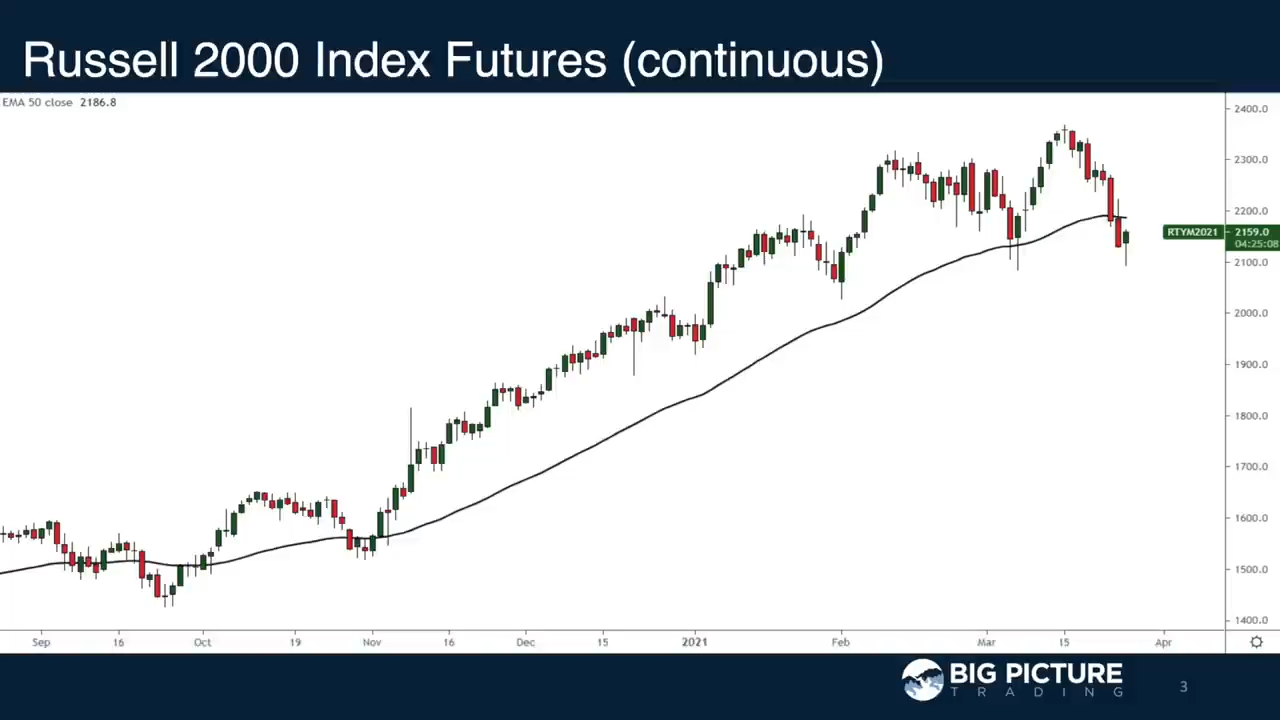 Russell 2000 Index Futures (continuous)
EMA 50 close 2186.8
2400.0
2300.0
2200.0
RTYM2021 2159.0
04:25:08
2100.0
2000.0
1900.0
1800.0
1700.0
1600.0
1500.0
1400.0
Sep 16 Oct 19 Nov 16 Dec 15 2021 Feb Mar 15 Apr
BIG PICTURE
TRADING
3